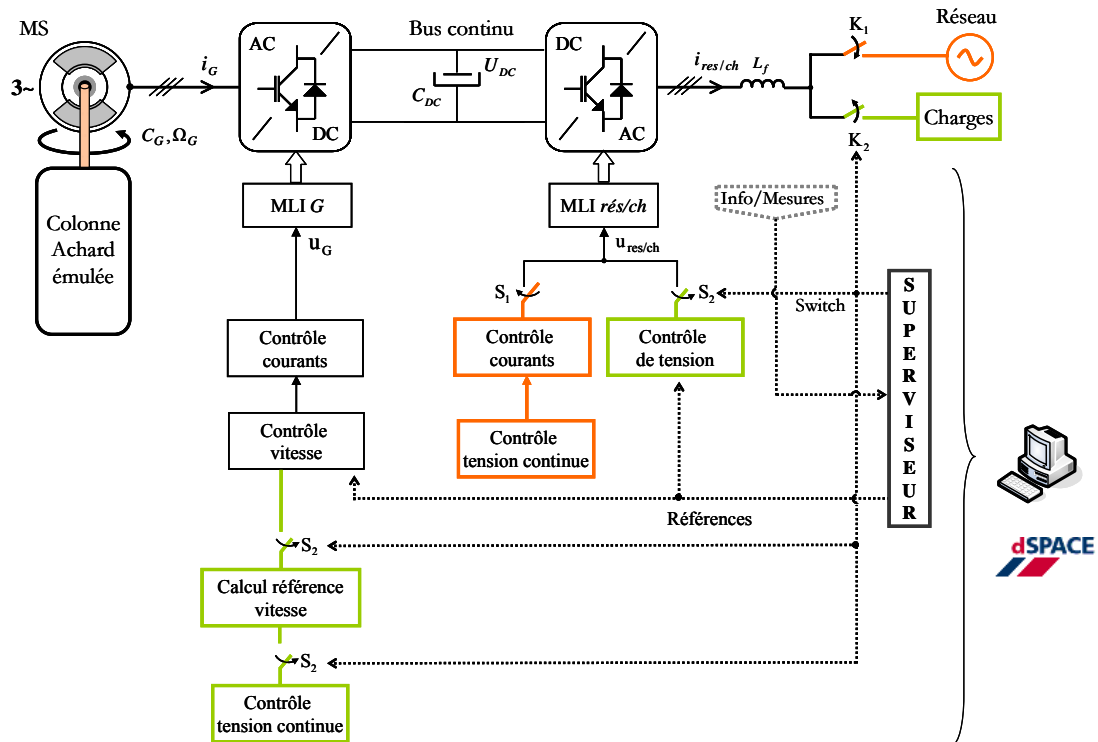 MS
Réseau
Bus continu
K1
AC
DC
iG
UDC
ires/ch
Lf
3~
CDC
CG, ΩG
DC
AC
Charges
K2
MLI G
MLI rés/ch
Info/Mesures
Colonne
Achard
émulée
uG
ures/ch
S1
S2
Switch
SUPERVISEUR
Contrôle
courants
Contrôle
courants
Contrôle
de tension
Contrôle
vitesse
Contrôle
tension continue
Références
S2
dSPACE
Calcul référence
vitesse
S2
Contrôle
tension continue